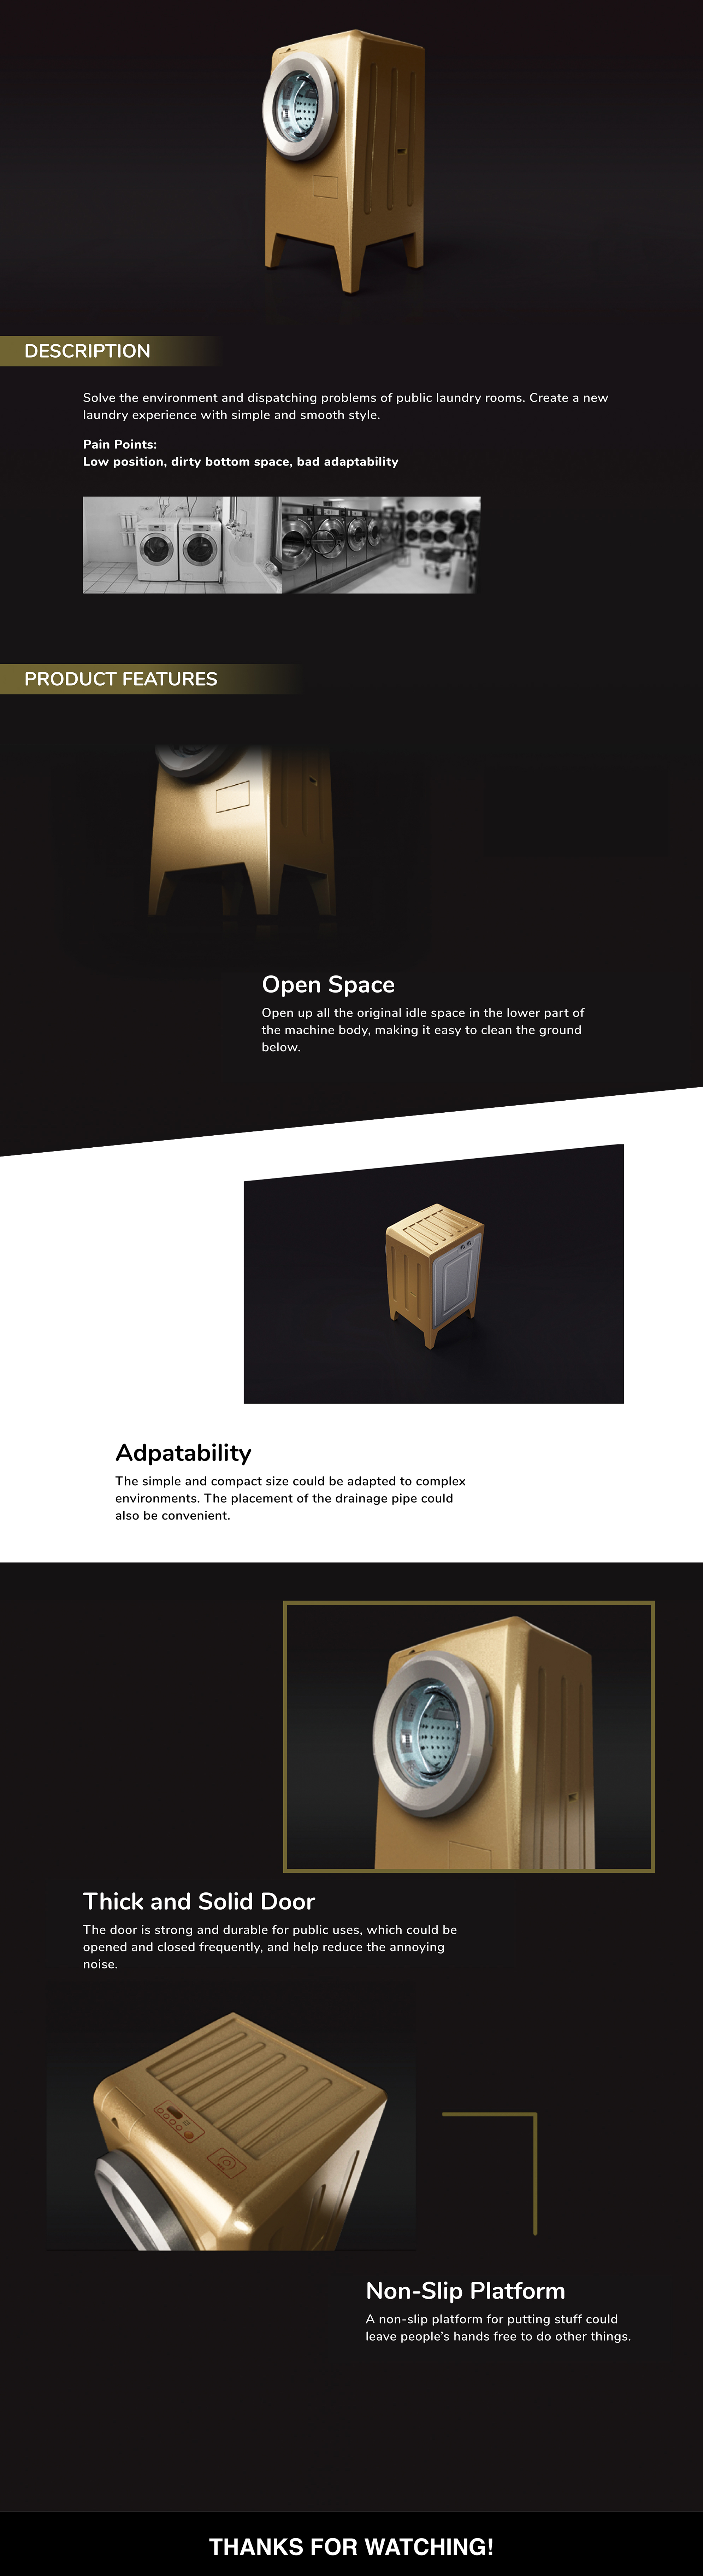 DESCRIPTION
Solve the environment and dispatching problems of public laundry rooms. Create a new
laundry experience with simple and smooth style.
Pain Points:
Low position, dirty bottom space, bad adaptability
PRODUCT FEATURES
Open Space
Open up all the original idle space in the lower part of
the machine body, making it easy to clean the ground
below.
Adpatability
The simple and compact size could be adapted to complex
environments. The placement of the drainage pipe could
also be convenient.
Thick and Solid Door
The door is strong and durable for public uses, which could be
opened and closed frequently, and help reduce the annoying
noise.
Non-Slip Platform
A non-slip platform for putting stuff could
leave people's hands free to do other things.
THANKS FOR WATCHING!